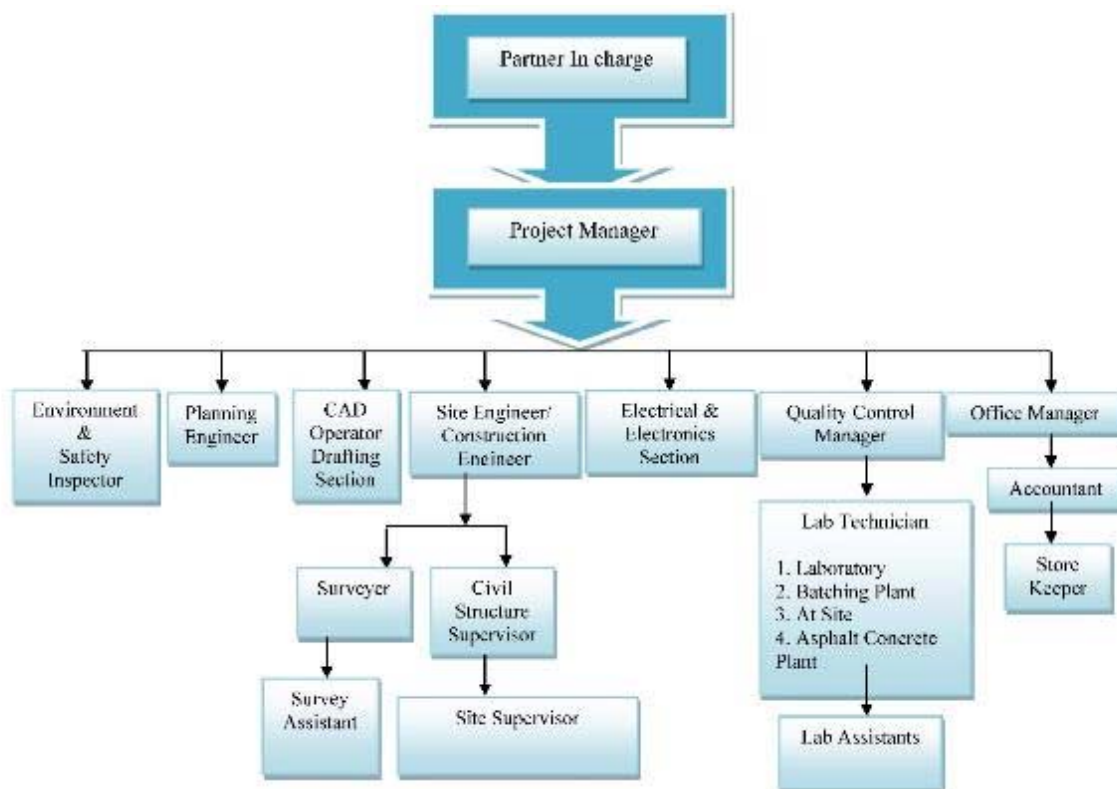 Partner In charge
Project Manager
Environment
&
Safety
Inspector
Planning
Engineer
CAD
Operator
Drafting
Section
Site Engineer/
Construction
Engineer
Electrical &
Electronics
Section
Quality Control
Manager
Office Manager
Accountant
Store
Keeper
Lab Technician
1. Laboratory
2. Batching Plant
3. At Site
4. Asphalt Concrete
Plant
Lab Assistants
Surveyer
Civil
Structure
Supervisor
Survey
Assistant
Site Supervisor